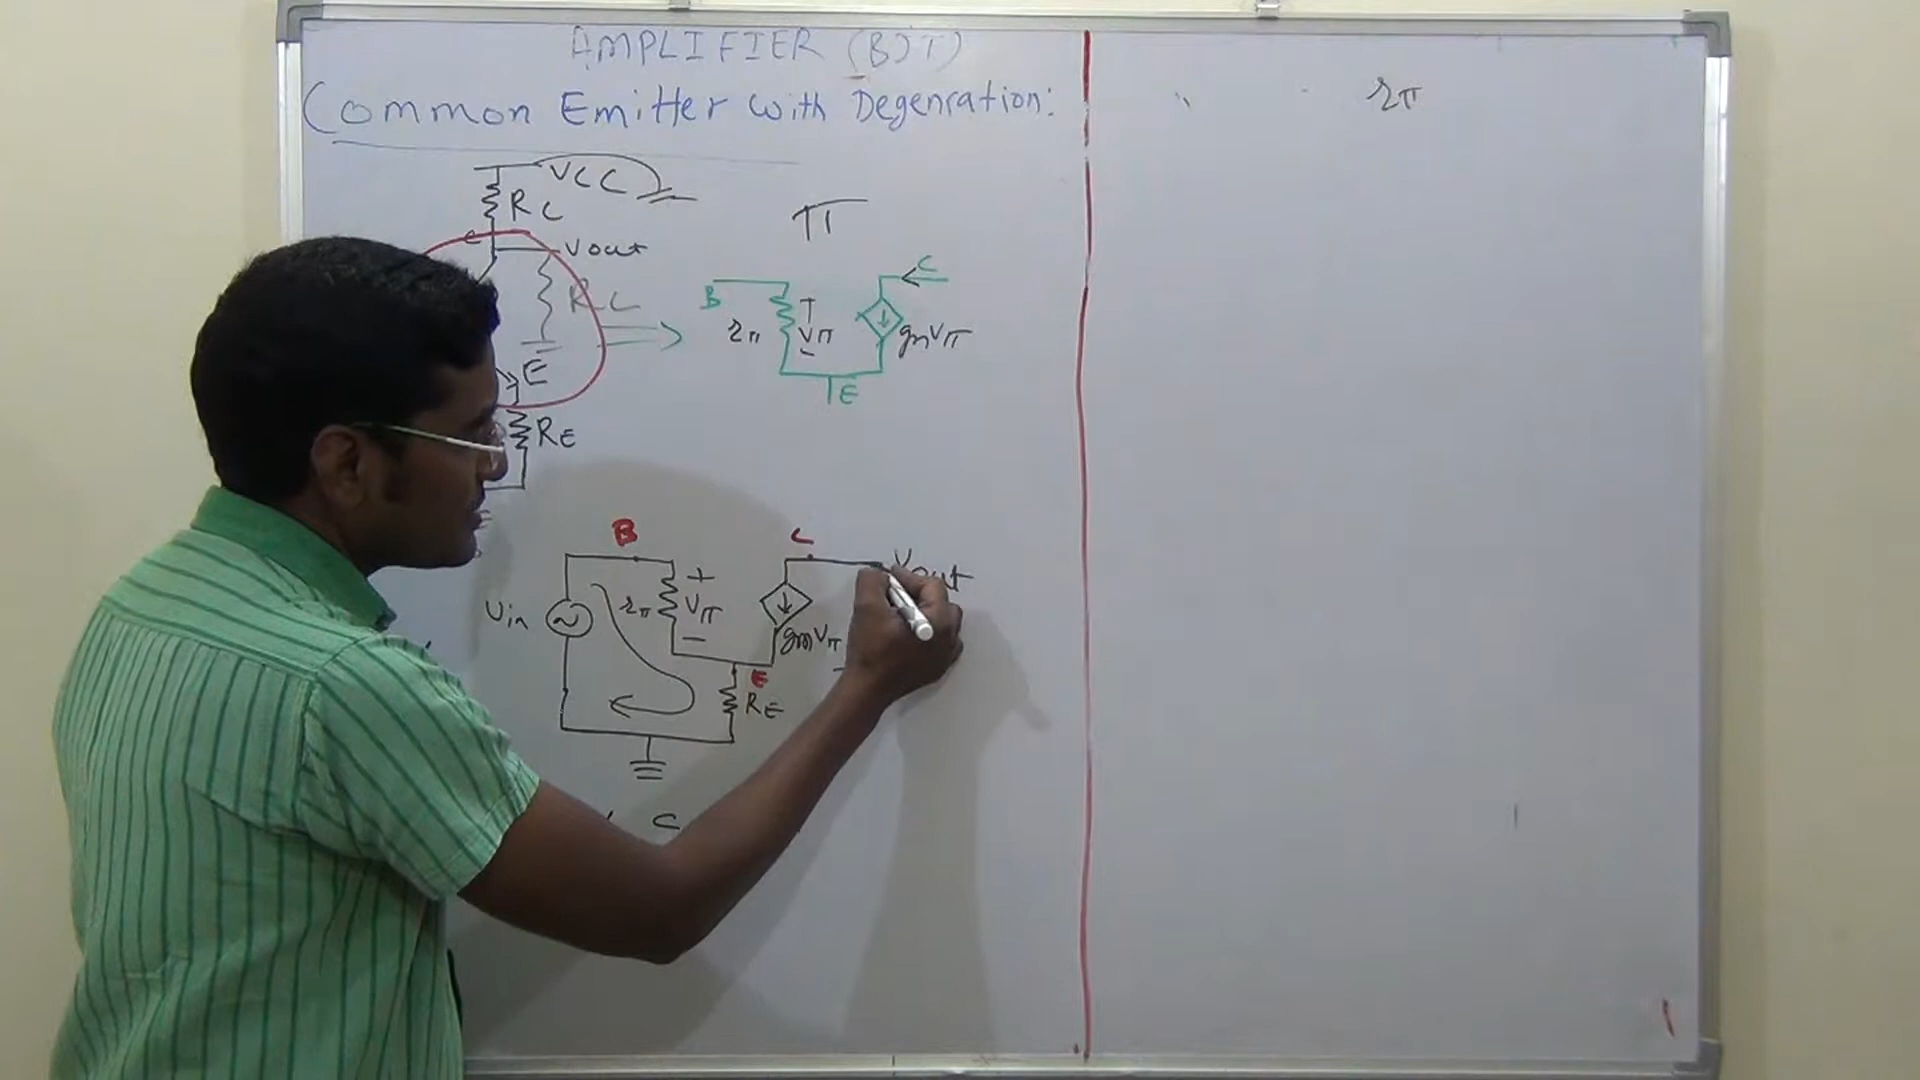 AMPLIFIER (BJT)
Common Emitter with Degenration:
rπ
VCC
RC
π
C
Vout
C
B
RL
rπ
+
Vπ
-
gmVπ
E
E
RE
B
C
Vout
+
Vin
rπ
Vπ
-
gmVπ
E
RE